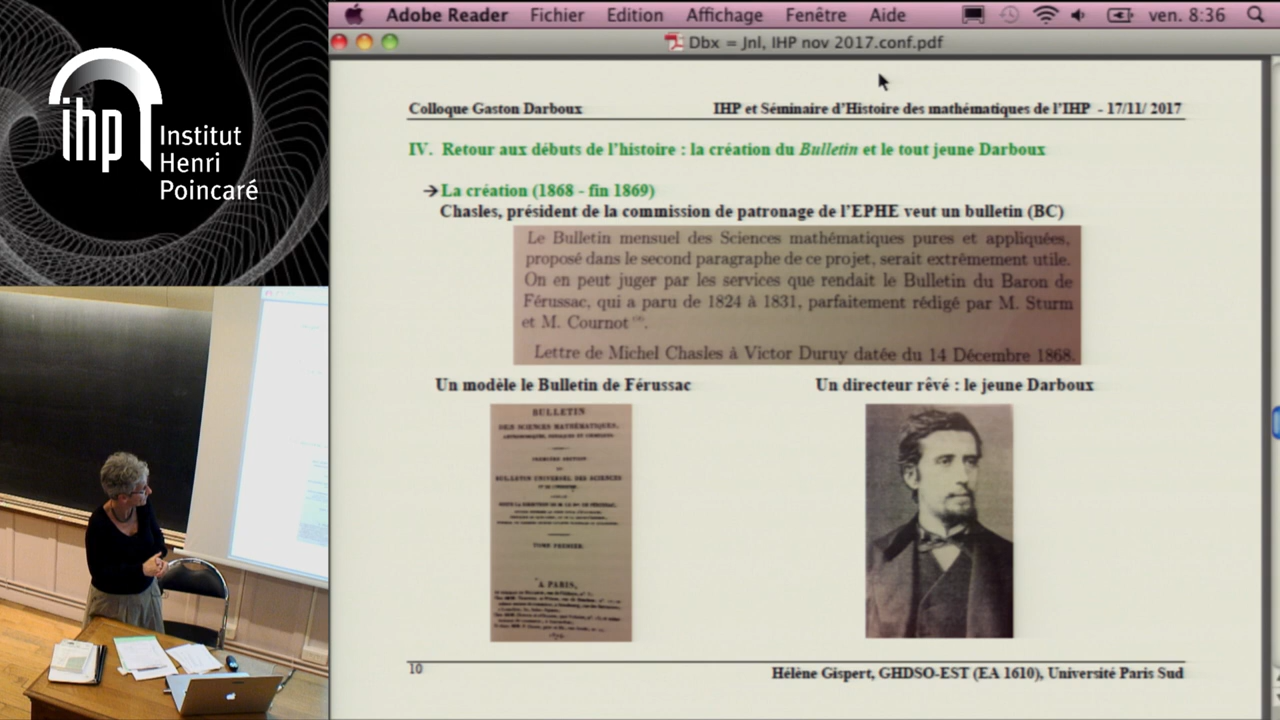 Adobe Reader Fichier Edition Affichage Fenêtre Aide ven. 8:36
Dbx = Jnl, IHP nov 2017.conf.pdf
ihp Institut
Henri
Poincaré
Colloque Gaston Darboux IHP et Séminaire d'Histoire des mathématiques de l'IHP - 17/11/ 2017
IV. Retour aux débuts de l'histoire : la création du Bulletin et le tout jeune Darboux
→ La création (1868 - fin 1869)
Chasles, président de la commission de patronage de l'EPHE veut un bulletin (BC)
Le Bulletin mensuel des Sciences mathématiques pures et appliquées,
proposé dans le second paragraphe de ce projet, serait extrêmement utile.
On en peut juger par les services que rendait le Bulletin du Baron de
Férussac, qui a paru de 1824 à 1831, parfaitement rédigé par M. Sturm
et M. Cournot
Lettre de Michel Chasles à Victor Duruy datée du 14 Décembre 1868.
Un modèle le Bulletin de Férussac Un directeur rêvé : le jeune Darboux
BULLETIN
DES SCIENCES MATHÉMATIQUES,
PREMIÈRE SECTION
BULLETIN UNIVERSEL DES SCIENCES
TOME PREMIER.
A PARIS,
10 Hélène Gispert, GHDSO-EST (EA 1610), Université Paris Sud